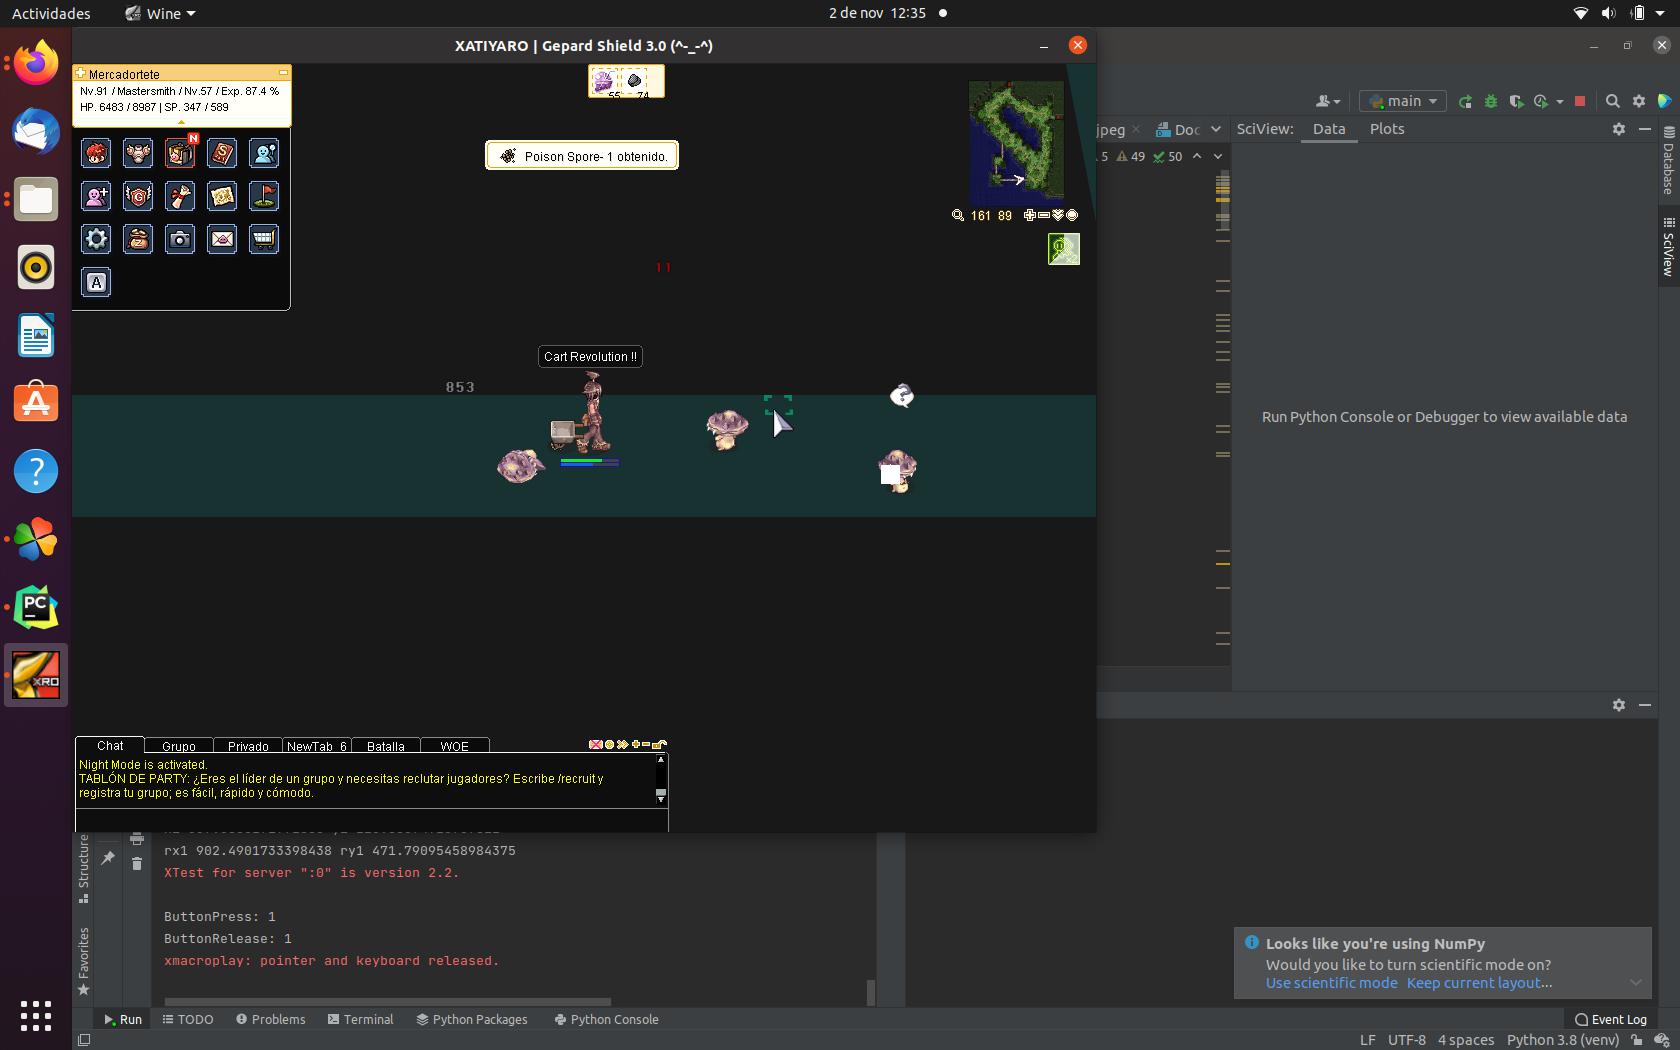 Actividades
Wine
2 de nov 12:35
XATIYARO | Gepard Shield 3.0 (^-_-^)
Mercadortete
Nv.91 / Mastersmith / Nv.57 / Exp. 87.4 %
HP. 6483 / 8987 | SP. 347 / 589
N
A
55 74
Poison Spore- 1 obtenido.
161 89
11
Cart Revolution !!
853
?
XRO
PC
main
jpeg
Doc
SciView:
Data
Plots
5
49
50
Database
SciView
Run Python Console or Debugger to view available data
Chat
Grupo
Privado
NewTab_6
Batalla
WOE
Night Mode is activated.
TABLÓN DE PARTY: ¿Eres el líder de un grupo y necesitas reclutar jugadores? Escribe /recruit y
registra tu grupo; es fácil, rápido y cómodo.
Structure
Favorites
rx1 902.4901733398438 ry1 471.79095458984375
XTest for server ":0" is version 2.2.
ButtonPress: 1
ButtonRelease: 1
xmacroplay: pointer and keyboard released.
Looks like you're using NumPy
Would you like to turn scientific mode on?
Use scientific mode Keep current layout...
Run
TODO
Problems
Terminal
Python Packages
Python Console
Event Log
LF UTF-8 4 spaces Python 3.8 (venv)